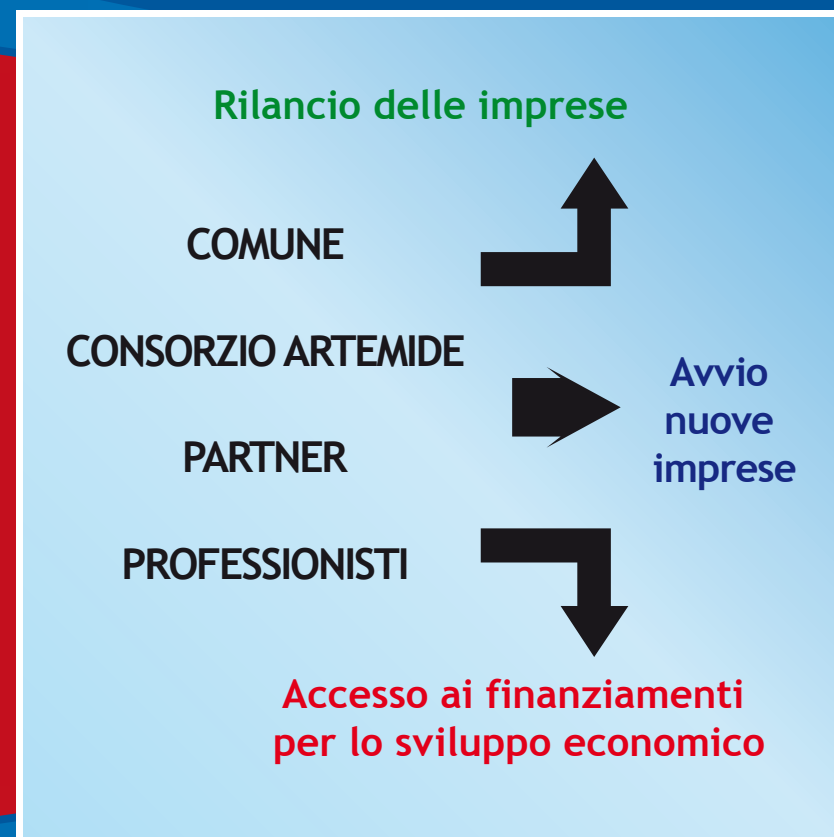 Rilancio delle imprese
COMUNE
CONSORZIO ARTEMIDE
PARTNER
PROFESSIONISTI
Avvio
nuove
imprese
Accesso ai finanziamenti
per lo sviluppo economico